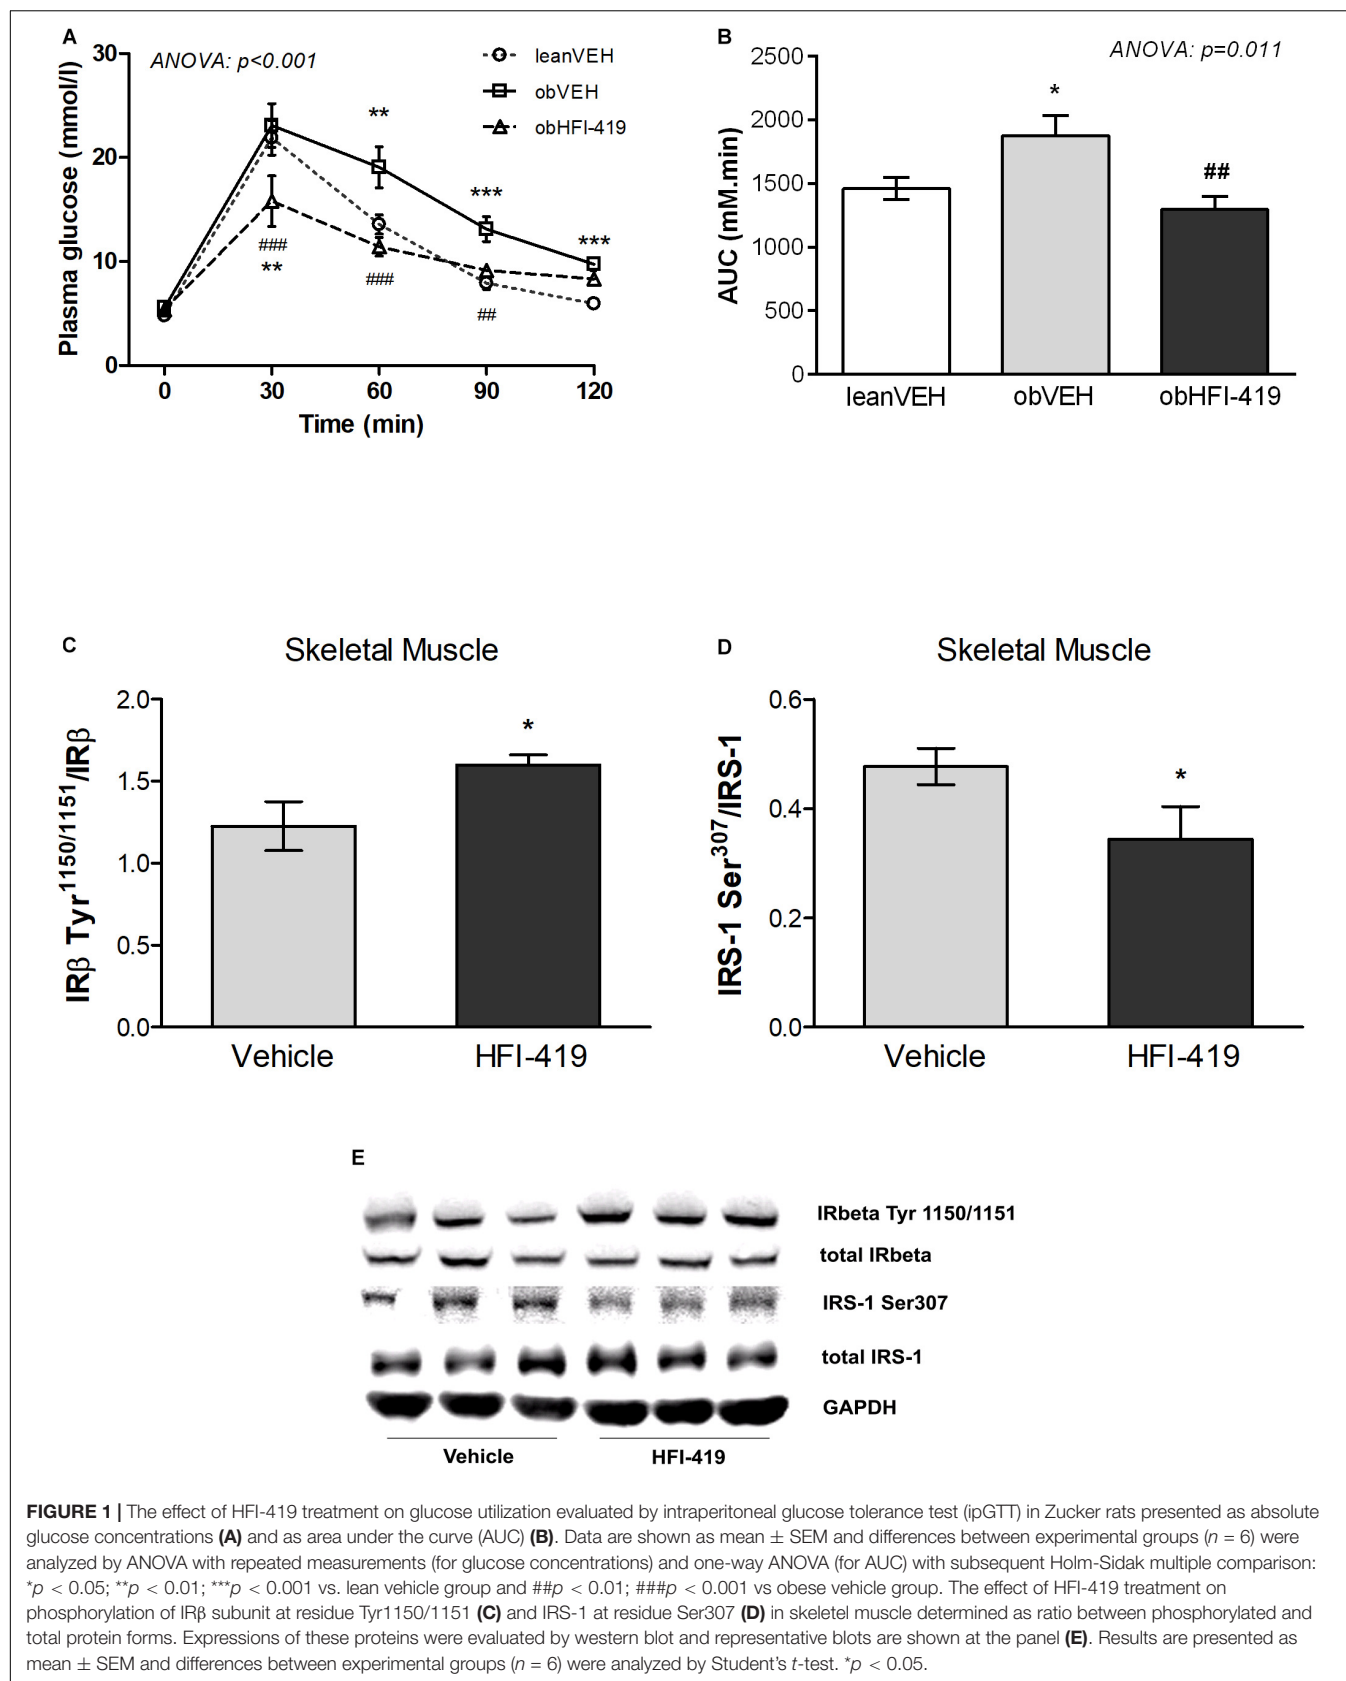 A
ANOVA: p<0.001
leanVEH
obVEH
obHFI-419
Plasma glucose (mmol/l)
30
20
10
0
**
***
***
###
**
###
##
0 30 60 90 120
Time (min)
B
ANOVA: p=0.011
AUC (mM.min)
2500
2000
1500
1000
500
0
*
##
leanVEH obVEH obHFI-419
C
Skeletal Muscle
IRβ Tyr1150/1151/IRβ
2.0
1.5
1.0
0.5
0.0
*
Vehicle HFI-419
D
Skeletal Muscle
IRS-1 Ser307/IRS-1
0.6
0.4
0.2
0.0
*
Vehicle HFI-419
E
IRbeta Tyr 1150/1151
total IRbeta
IRS-1 Ser307
total IRS-1
GAPDH
Vehicle HFI-419
FIGURE 1 | The effect of HFI-419 treatment on glucose utilization evaluated by intraperitoneal glucose tolerance test (ipGTT) in Zucker rats presented as absolute
glucose concentrations (A) and as area under the curve (AUC) (B). Data are shown as mean ± SEM and differences between experimental groups (n = 6) were
analyzed by ANOVA with repeated measurements (for glucose concentrations) and one-way ANOVA (for AUC) with subsequent Holm-Sidak multiple comparison:
*p < 0.05; **p < 0.01; ***p < 0.001 vs. lean vehicle group and ##p < 0.01; ###p < 0.001 vs obese vehicle group. The effect of HFI-419 treatment on
phosphorylation of IRβ subunit at residue Tyr1150/1151 (C) and IRS-1 at residue Ser307 (D) in skeletel muscle determined as ratio between phosphorylated and
total protein forms. Expressions of these proteins were evaluated by western blot and representative blots are shown at the panel (E). Results are presented as
mean ± SEM and differences between experimental groups (n = 6) were analyzed by Student's t-test. *p < 0.05.